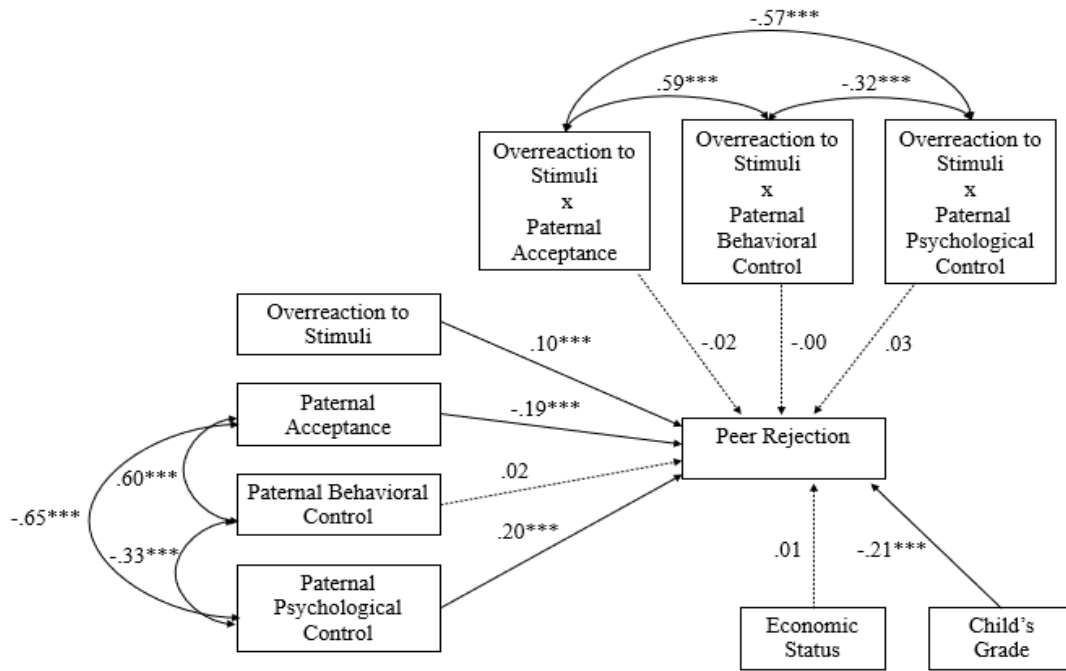 -.57***
.59***
-.32***
Overreaction to
Stimuli
x
Paternal
Acceptance
Overreaction to
Stimuli
x
Paternal
Behavioral
Control
Overreaction to
Stimuli
x
Paternal
Psychological
Control
-.02
-.00
.03
Overreaction to
Stimuli
.10***
Paternal
Acceptance
-.19***
Peer Rejection
.60***
Paternal Behavioral
Control
.02
-.65***
-.33***
.20***
Paternal
Psychological
Control
.01
-.21***
Economic
Status
Child’s
Grade